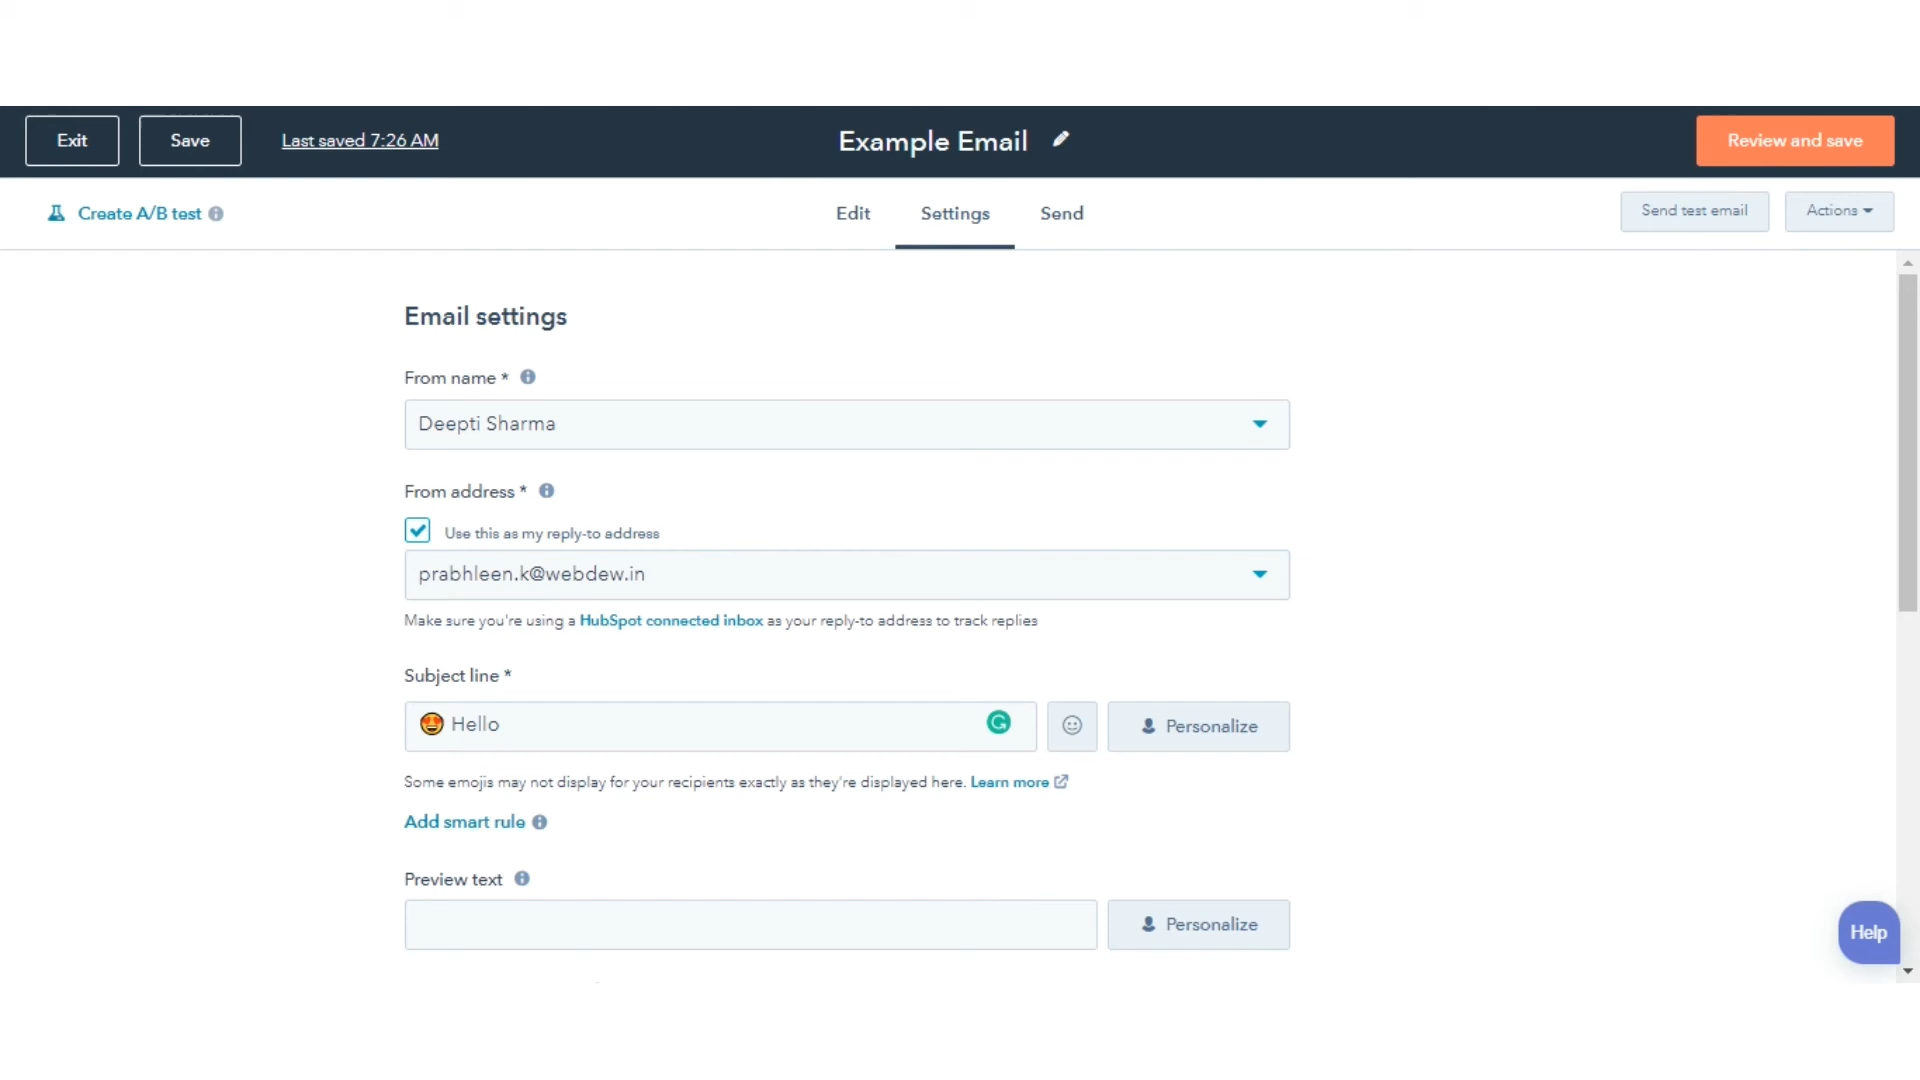 Exit
Save
Last saved 7:26 AM
Example Email
Review and save
Create A/B test
Edit
Settings
Send
Send test email
Actions
Email settings
From name *
Deepti Sharma
From address *
Use this as my reply-to address
prabhleen.k@webdew.in
Make sure you're using a HubSpot connected inbox as your reply-to address to track replies
Subject line *
😍 Hello
Personalize
Some emojis may not display for your recipients exactly as they're displayed here. Learn more
Add smart rule
Preview text
Personalize
Help